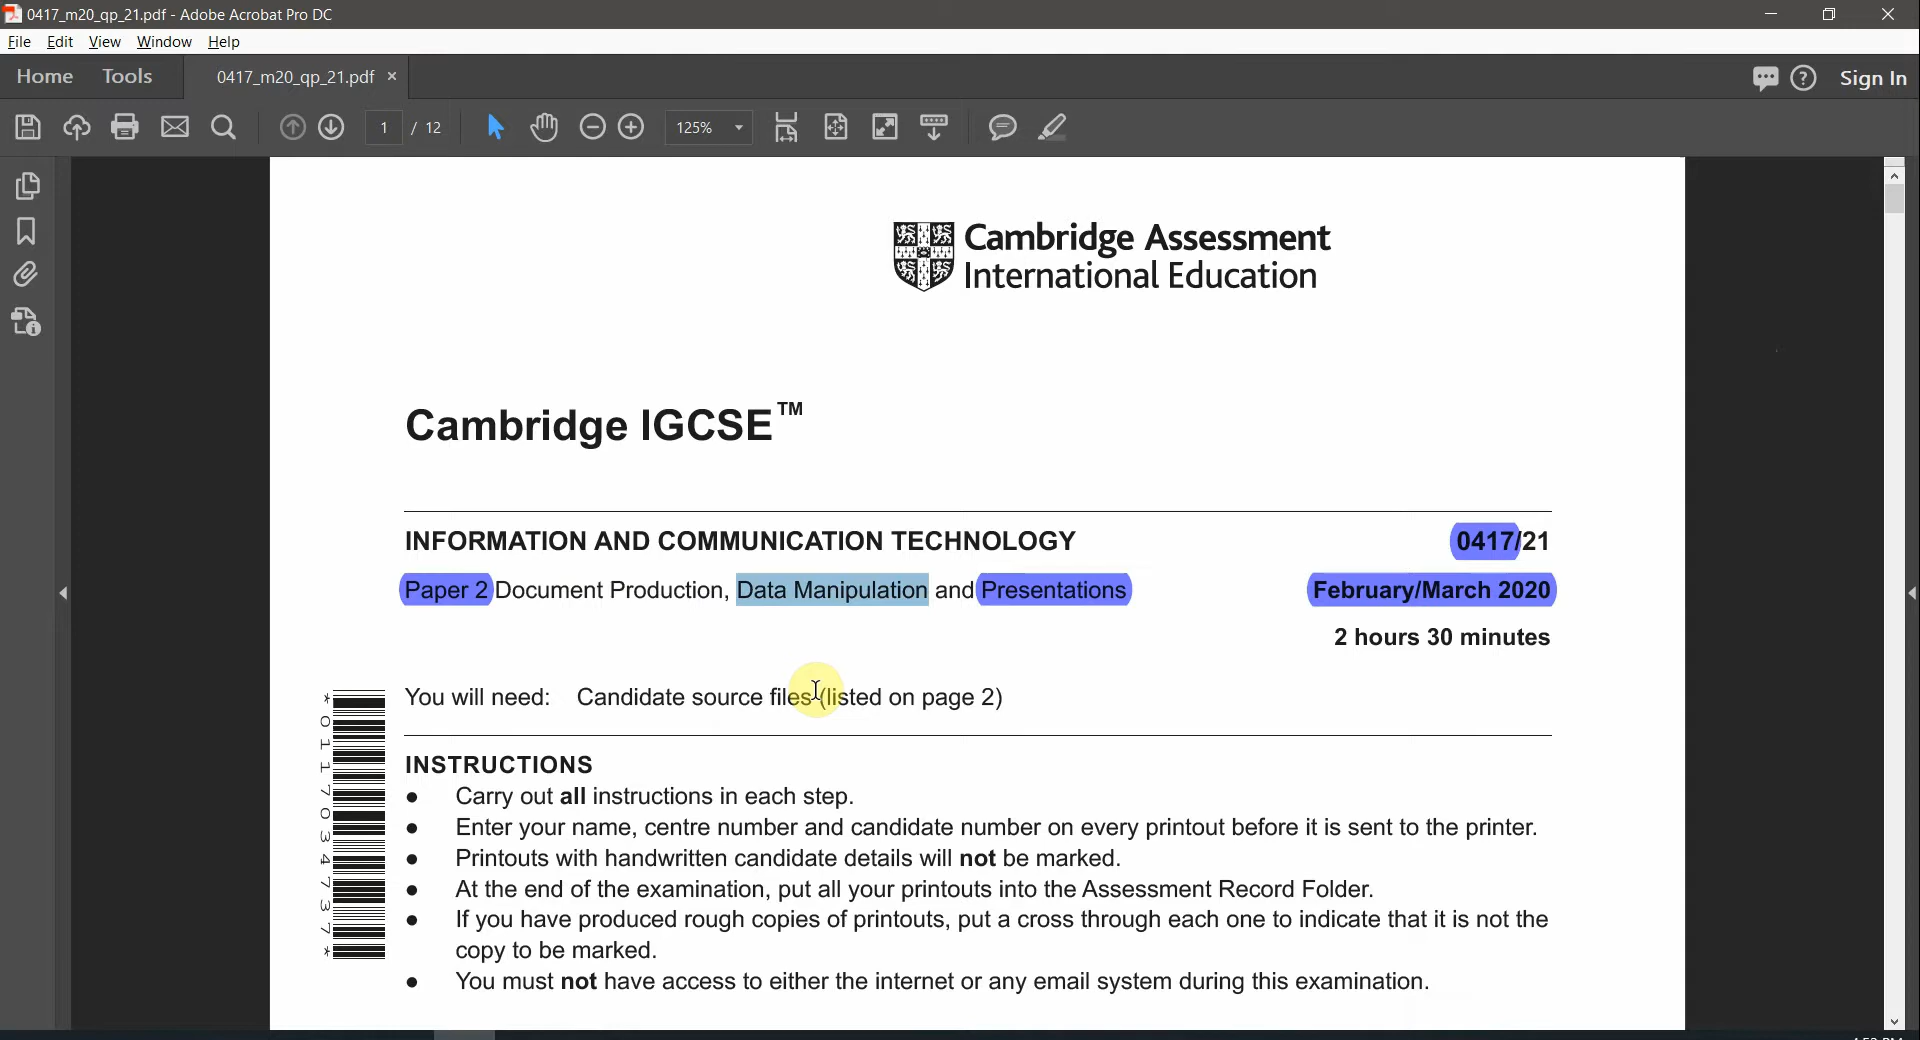 0417_m20_qp_21.pdf - Adobe Acrobat Pro DC
File Edit View Window Help
Home Tools 0417_m20_qp_21.pdf × Sign In
1 / 12 125%
Cambridge Assessment
International Education
Cambridge IGCSE™
INFORMATION AND COMMUNICATION TECHNOLOGY 0417/21
Paper 2 Document Production, Data Manipulation and Presentations February/March 2020
2 hours 30 minutes
You will need: Candidate source files (listed on page 2)
*0117034737*
INSTRUCTIONS
● Carry out all instructions in each step.
● Enter your name, centre number and candidate number on every printout before it is sent to the printer.
● Printouts with handwritten candidate details will not be marked.
● At the end of the examination, put all your printouts into the Assessment Record Folder.
● If you have produced rough copies of printouts, put a cross through each one to indicate that it is not the
copy to be marked.
● You must not have access to either the internet or any email system during this examination.